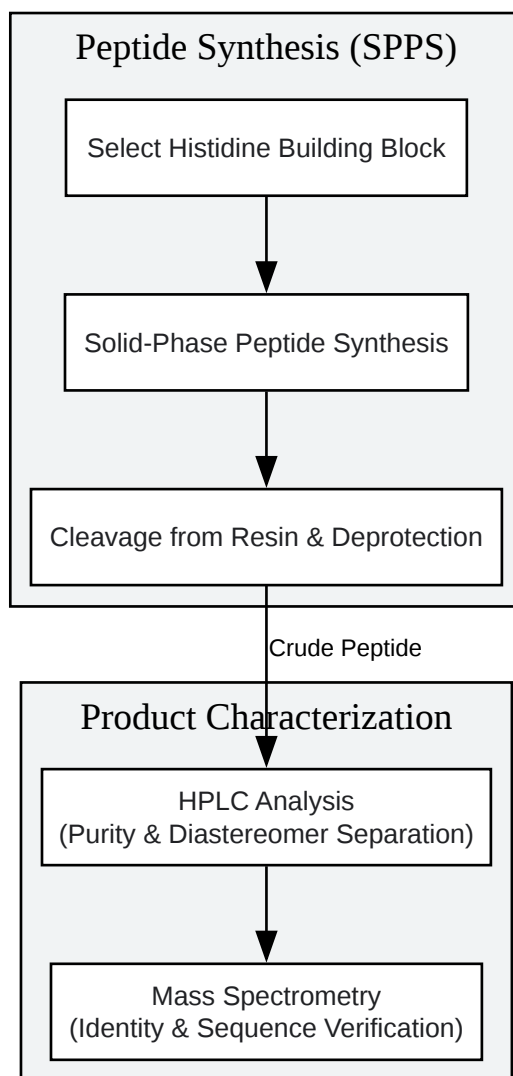 Peptide Synthesis (SPPS)
Select Histidine Building Block
Solid-Phase Peptide Synthesis
Cleavage from Resin & Deprotection
Crude Peptide
Product Characterization
HPLC Analysis
(Purity & Diastereomer Separation)
Mass Spectrometry
(Identity & Sequence Verification)